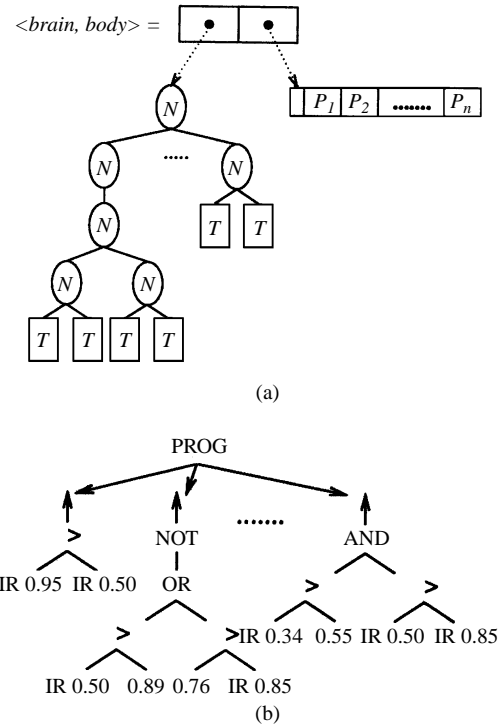 <brain, body> =
P1 P2 ....... Pn
N
N ..... N
N T T
N N
T T T T
(a)
PROG
> NOT ....... AND
IR 0.95 IR 0.50 OR > >
> > IR 0.34 0.55 IR 0.50 IR 0.85
IR 0.50 0.89 0.76 IR 0.85
(b)